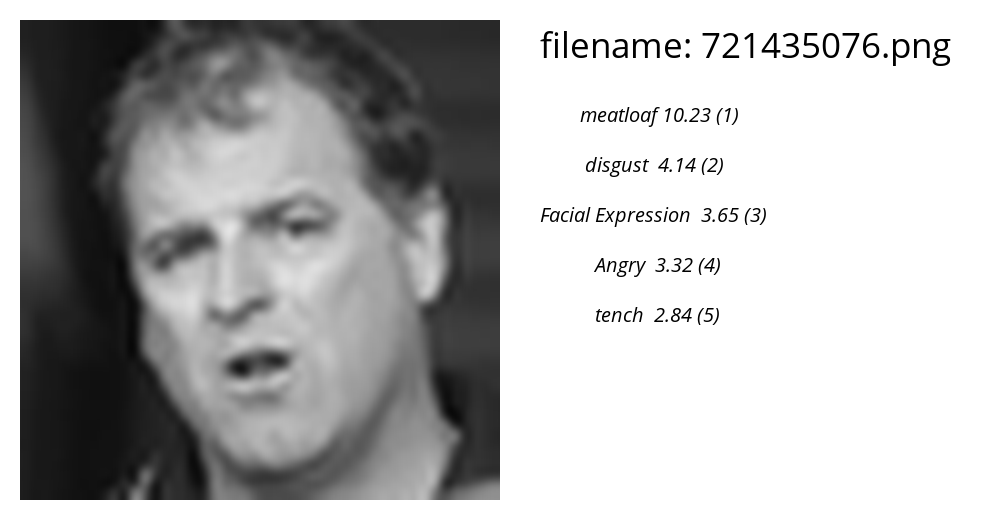 filename: 721435076.png
meatloaf 10.23 (1)
disgust 4.14 (2)
Facial Expression 3.65 (3)
Angry 3.32 (4)
tench 2.84 (5)